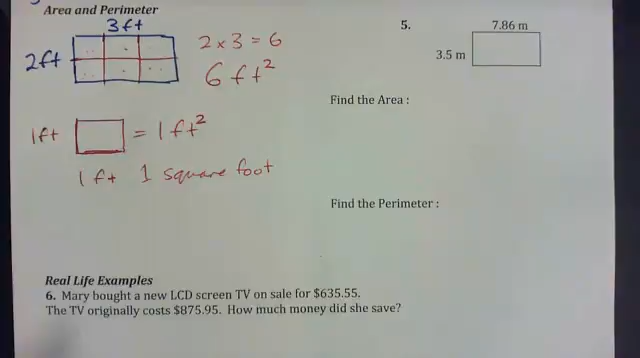 Area and Perimeter
3ft
2ft
2 x 3 = 6
6 ft²
1ft = 1 ft²
1 ft 1 square foot
5.
7.86 m
3.5 m
Find the Area :
Find the Perimeter :
Real Life Examples
6. Mary bought a new LCD screen TV on sale for $635.55.
The TV originally costs $875.95. How much money did she save?